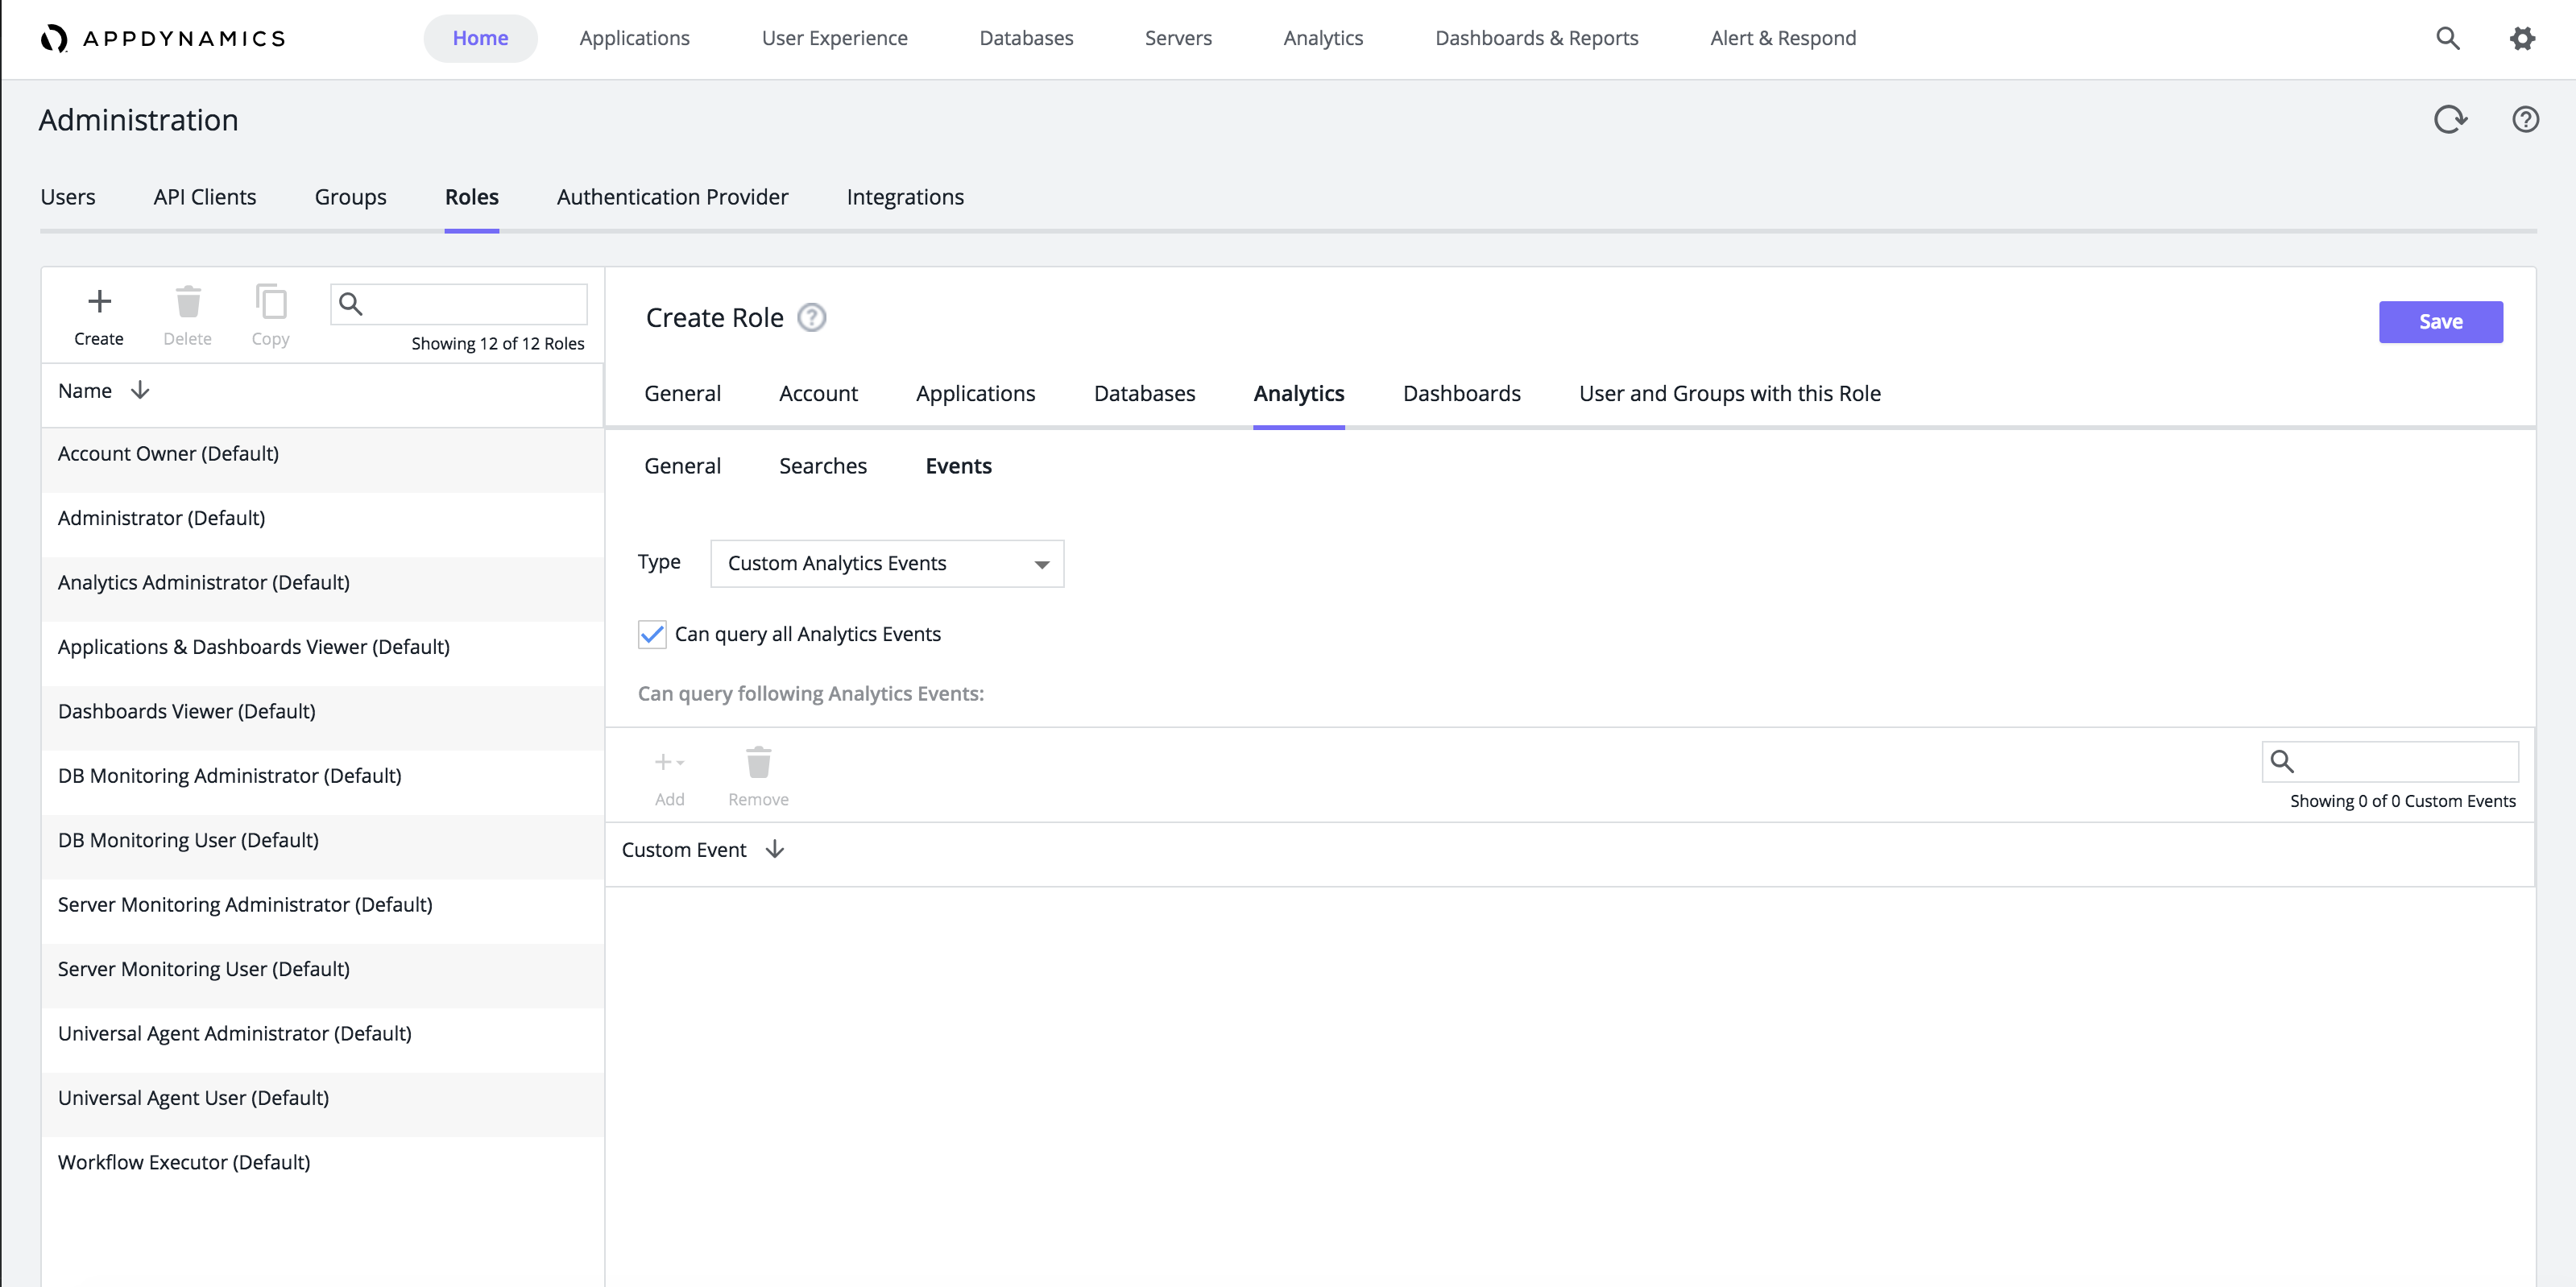 APPDYNAMICS Home Applications User Experience Databases Servers Analytics Dashboards & Reports Alert & Respond
Administration
Users API Clients Groups Roles Authentication Provider Integrations
Create Delete Copy
Showing 12 of 12 Roles
Name
Account Owner (Default)
Administrator (Default)
Analytics Administrator (Default)
Applications & Dashboards Viewer (Default)
Dashboards Viewer (Default)
DB Monitoring Administrator (Default)
DB Monitoring User (Default)
Server Monitoring Administrator (Default)
Server Monitoring User (Default)
Universal Agent Administrator (Default)
Universal Agent User (Default)
Workflow Executor (Default)
Create Role
Save
General Account Applications Databases Analytics Dashboards User and Groups with this Role
General Searches Events
Type Custom Analytics Events
Can query all Analytics Events
Can query following Analytics Events:
Add Remove
Showing 0 of 0 Custom Events
Custom Event